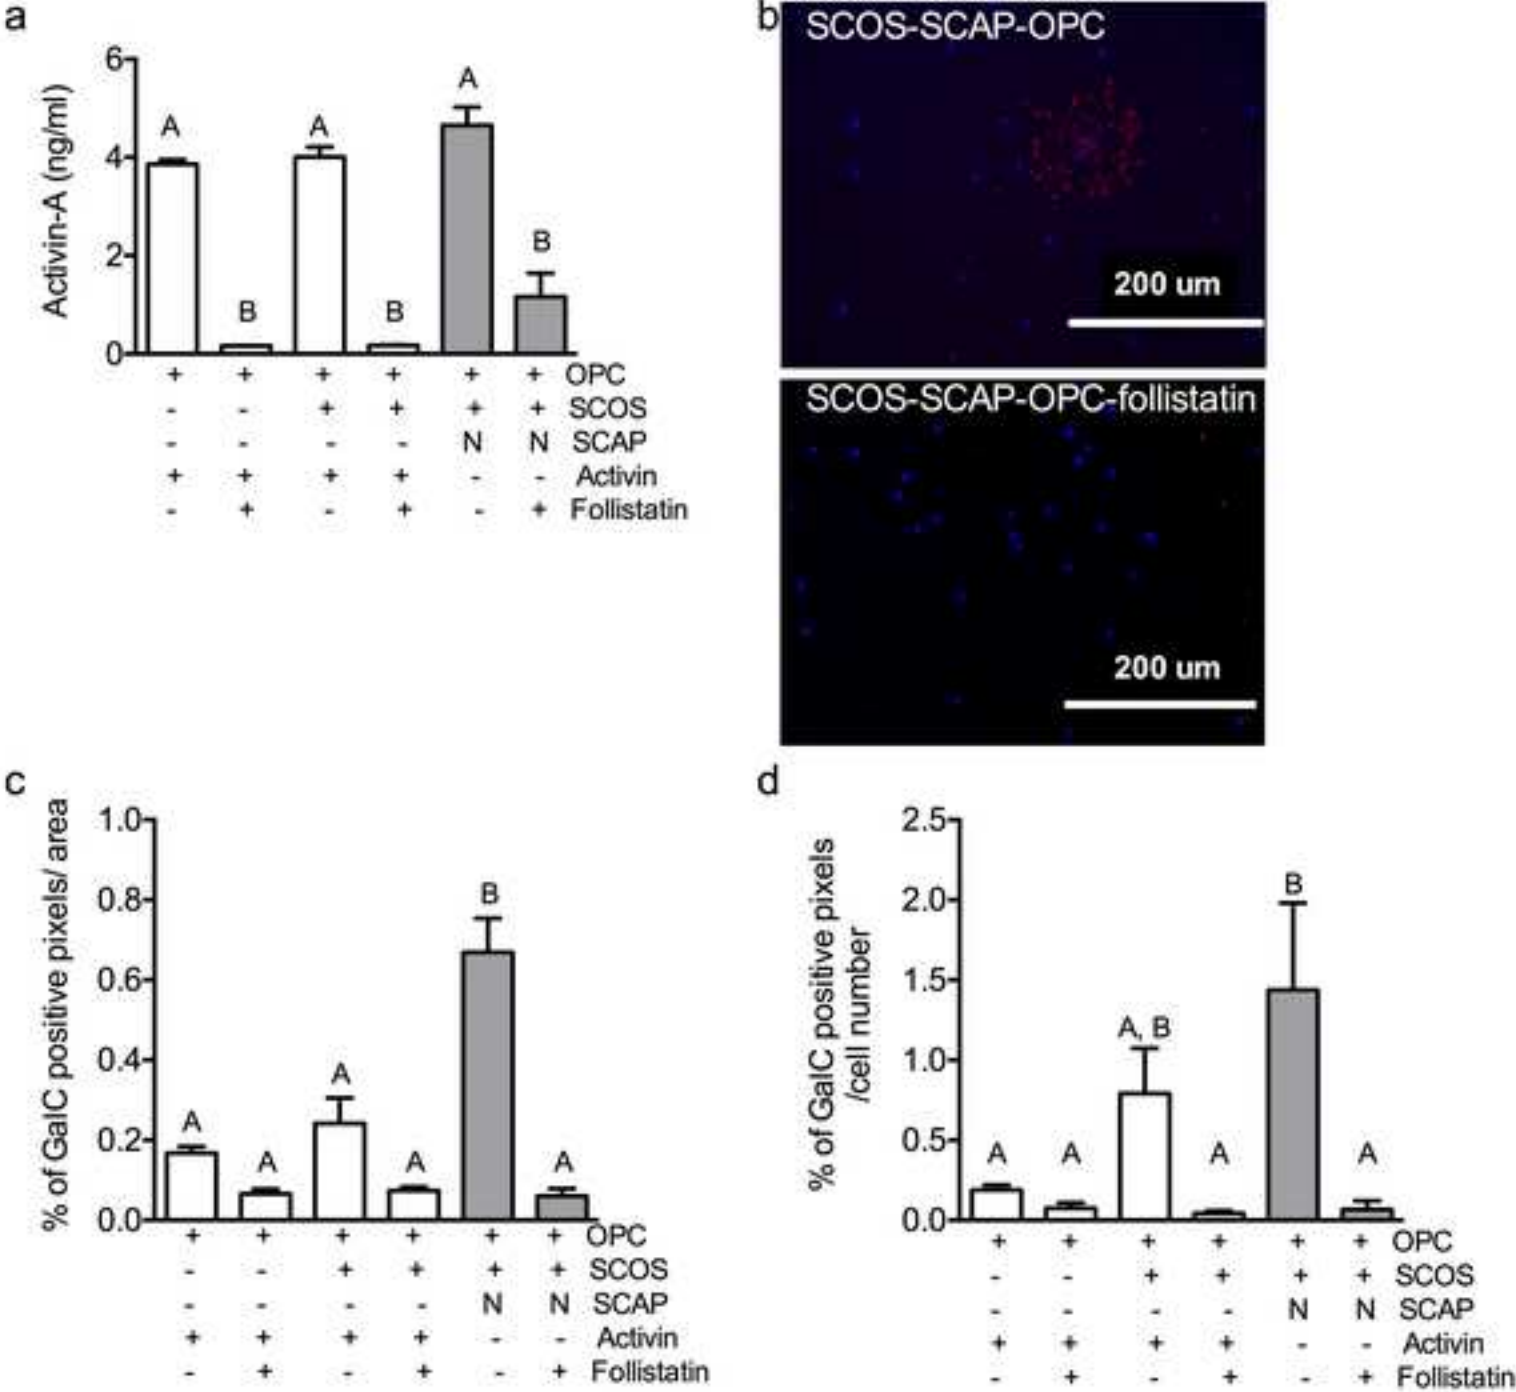 a
Activin-A (ng/ml)
6
4
2
0
A
B
A
B
A
B
+ + + + + + OPC
- - + + + + SCOS
- - - - N N SCAP
+ + + + - - Activin
- + - + - + Follistatin
b
SCOS-SCAP-OPC
200 um
SCOS-SCAP-OPC-follistatin
200 um
c
% of GalC positive pixels/ area
1.0
0.8
0.6
0.4
0.2
0.0
A
A
A
A
B
A
+ + + + + + OPC
- - + + + + SCOS
- - - - N N SCAP
+ + + + - - Activin
- + - + - + Follistatin
d
% of GalC positive pixels
/cell number
2.5
2.0
1.5
1.0
0.5
0.0
A
A
A, B
A
B
A
+ + + + + + OPC
- - + + + + SCOS
- - - - N N SCAP
+ + + + - - Activin
- + - + - + Follistatin